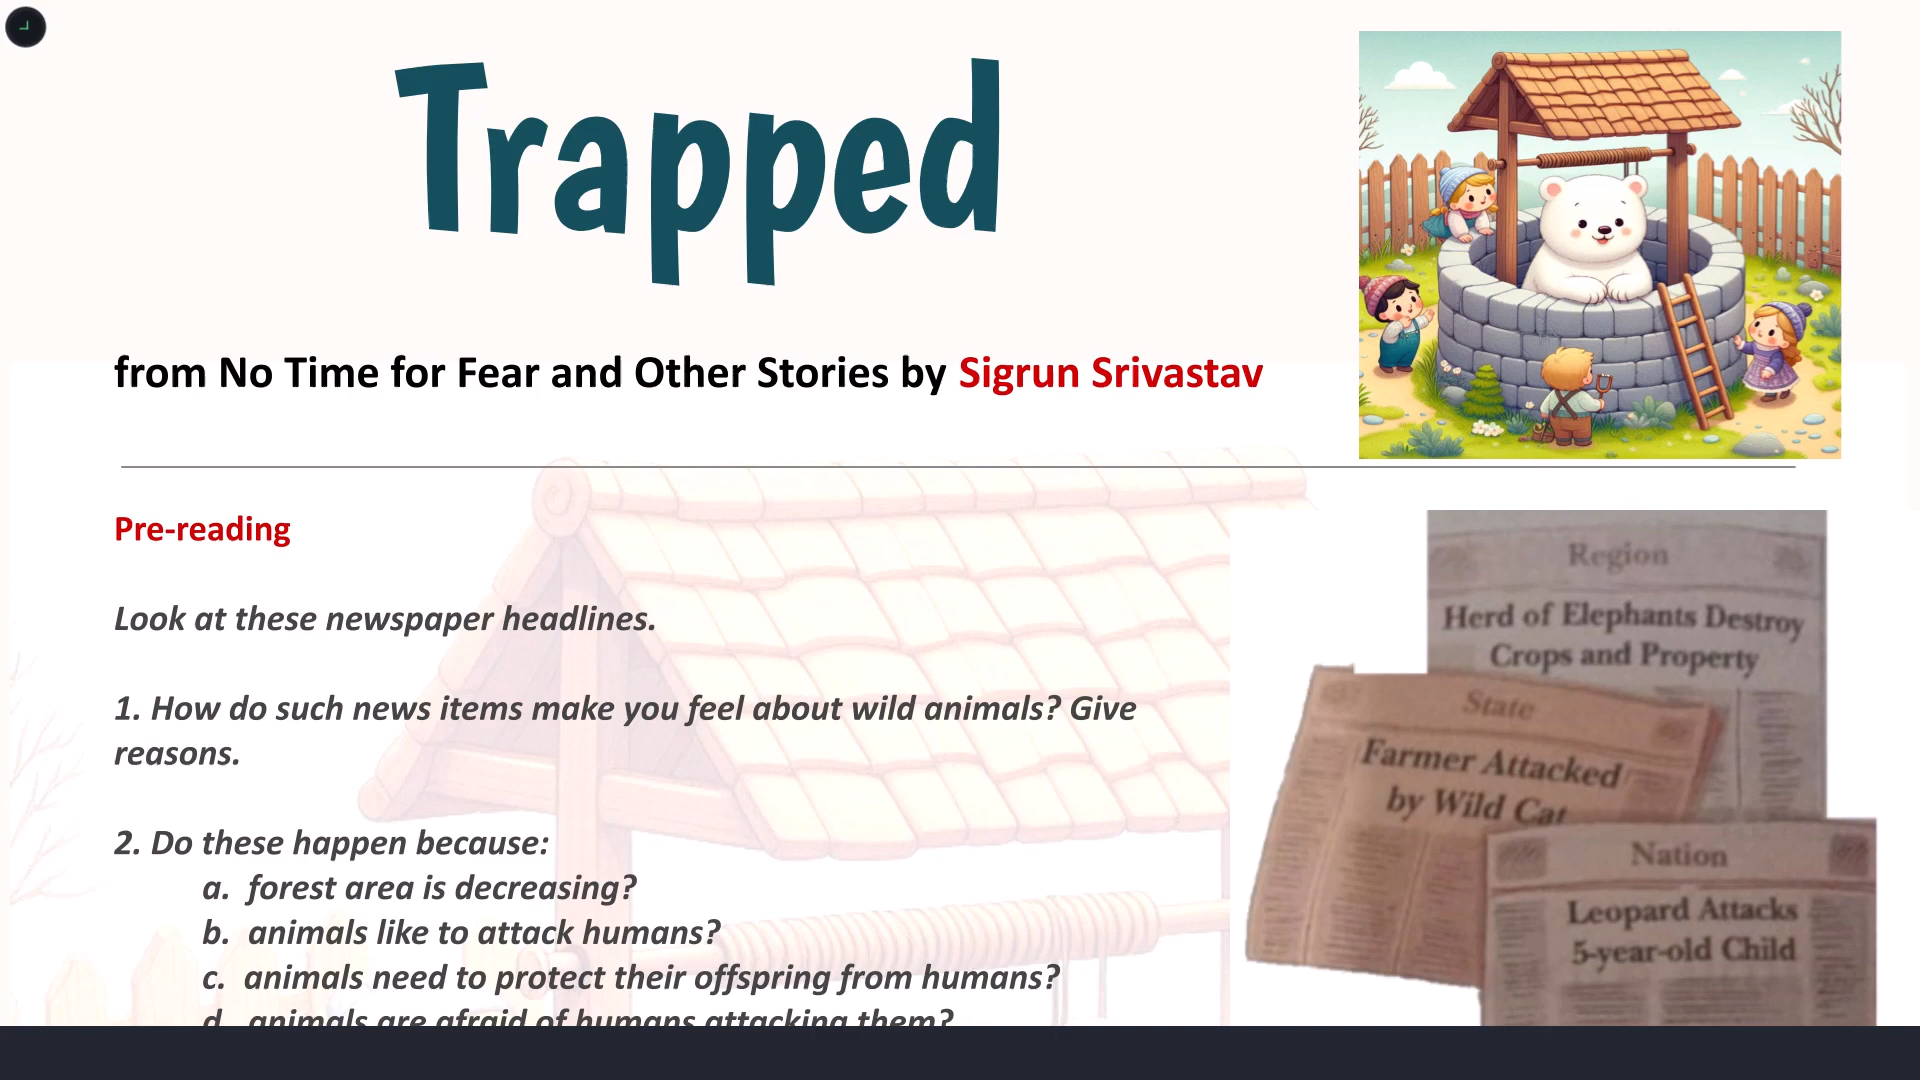 Trapped
from No Time for Fear and Other Stories by Sigrun Srivastav
Pre-reading
Look at these newspaper headlines.
1. How do such news items make you feel about wild animals? Give
reasons.
2. Do these happen because:
a. forest area is decreasing?
b. animals like to attack humans?
c. animals need to protect their offspring from humans?
d. animals are afraid of humans attacking them?
Region
Herd of Elephants Destroy
Crops and Property
State
Farmer Attacked
by Wild Cat
Nation
Leopard Attacks
5-year-old Child